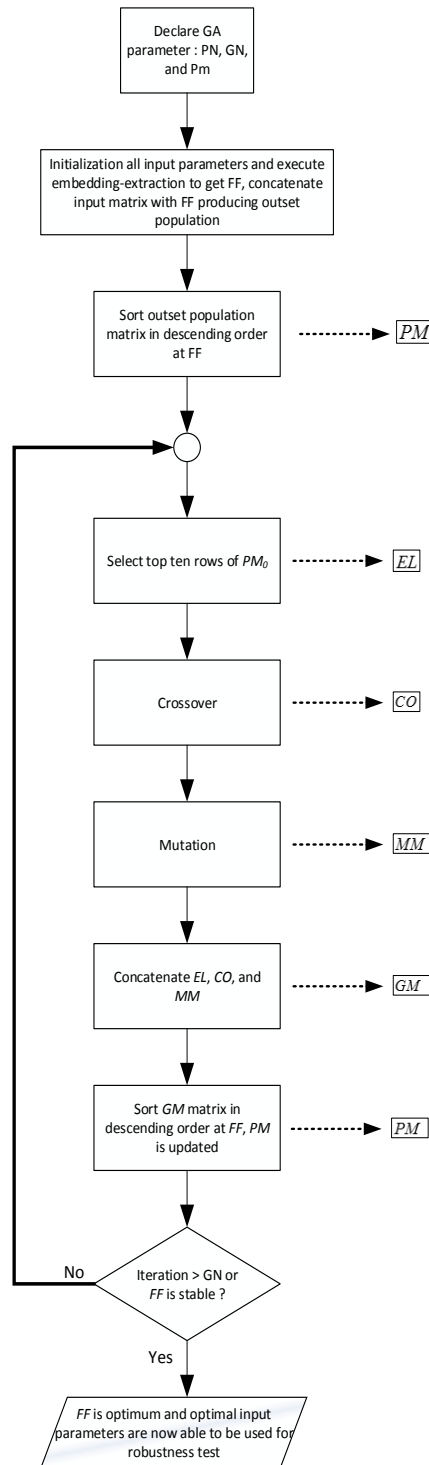 Declare GA
parameter : PN, GN,
and Pm
Initialization all input parameters and execute
embedding-extraction to get FF, concatenate
input matrix with FF producing outset
population
Sort outset population
matrix in descending order
at FF
PM
Select top ten rows of PM0
EL
Crossover
CO
Mutation
MM
Concatenate EL, CO, and
MM
GM
Sort GM matrix in
descending order at FF, PM
is updated
PM
No
Iteration > GN or
FF is stable ?
Yes
FF is optimum and optimal input
parameters are now able to be used for
robustness test